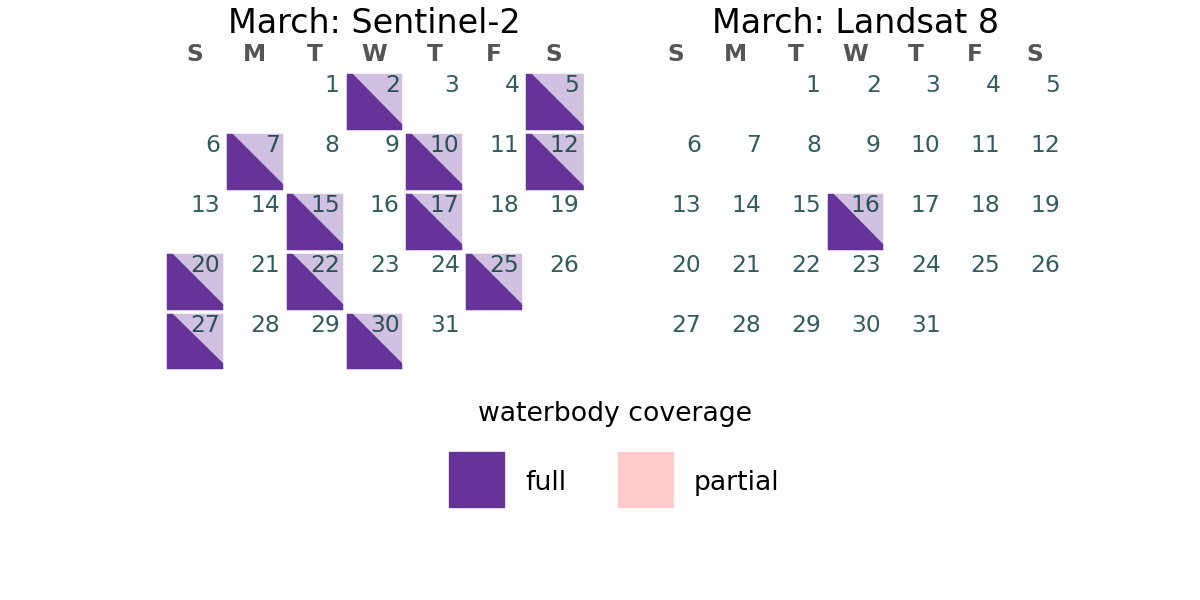 March: Sentinel-2
S M T W T F S
1 2 3 4 5
6 7 8 9 10 11 12
13 14 15 16 17 18 19
20 21 22 23 24 25 26
27 28 29 30 31
March: Landsat 8
S M T W T F S
1 2 3 4 5
6 7 8 9 10 11 12
13 14 15 16 17 18 19
20 21 22 23 24 25 26
27 28 29 30 31
waterbody coverage
full
partial